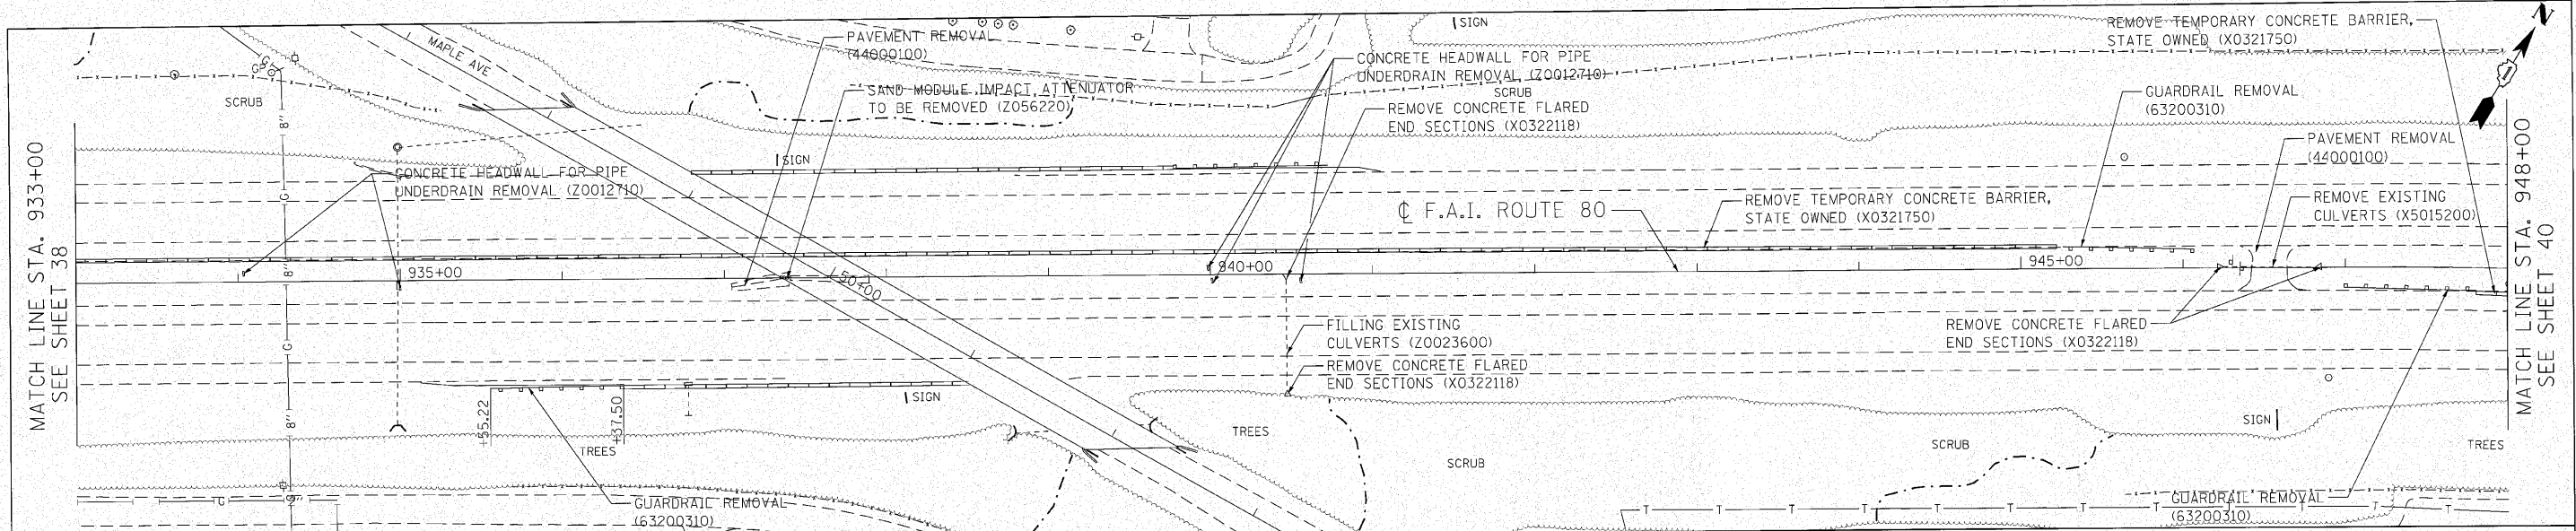 MATCH LINE STA. 933+00
SEE SHEET 38
MAPLE AVE
SCRUB
G
G
8"
G
8"
G
8"
G
PAVEMENT REMOVAL
(44000100)
SAND MODULE IMPACT ATTENUATOR
TO BE REMOVED (Z056220)
SIGN
CONCRETE HEADWALL FOR PIPE
UNDERDRAIN REMOVAL (Z0012710)
CONCRETE HEADWALL FOR PIPE
UNDERDRAIN REMOVAL (Z0012710)
SCRUB
REMOVE CONCRETE FLARED
END SECTIONS (X0322118)
SIGN
REMOVE TEMPORARY CONCRETE BARRIER,
STATE OWNED (X0321750)
N
GUARDRAIL REMOVAL
(63200310)
PAVEMENT REMOVAL
(44000100)
REMOVE EXISTING
CULVERTS (X5015200)
℄ F.A.I. ROUTE 80
REMOVE TEMPORARY CONCRETE BARRIER,
STATE OWNED (X0321750)
935+00
50+00
940+00
945+00
FILLING EXISTING
CULVERTS (Z0023600)
REMOVE CONCRETE FLARED
END SECTIONS (X0322118)
REMOVE CONCRETE FLARED
END SECTIONS (X0322118)
+55.22
+37.50
SIGN
TREES
TREES
SCRUB
SCRUB
SIGN
TREES
GUARDRAIL REMOVAL
(63200310)
GUARDRAIL REMOVAL
(63200310)
T T T T T T T T T T T T
MATCH LINE STA. 948+00
SEE SHEET 40